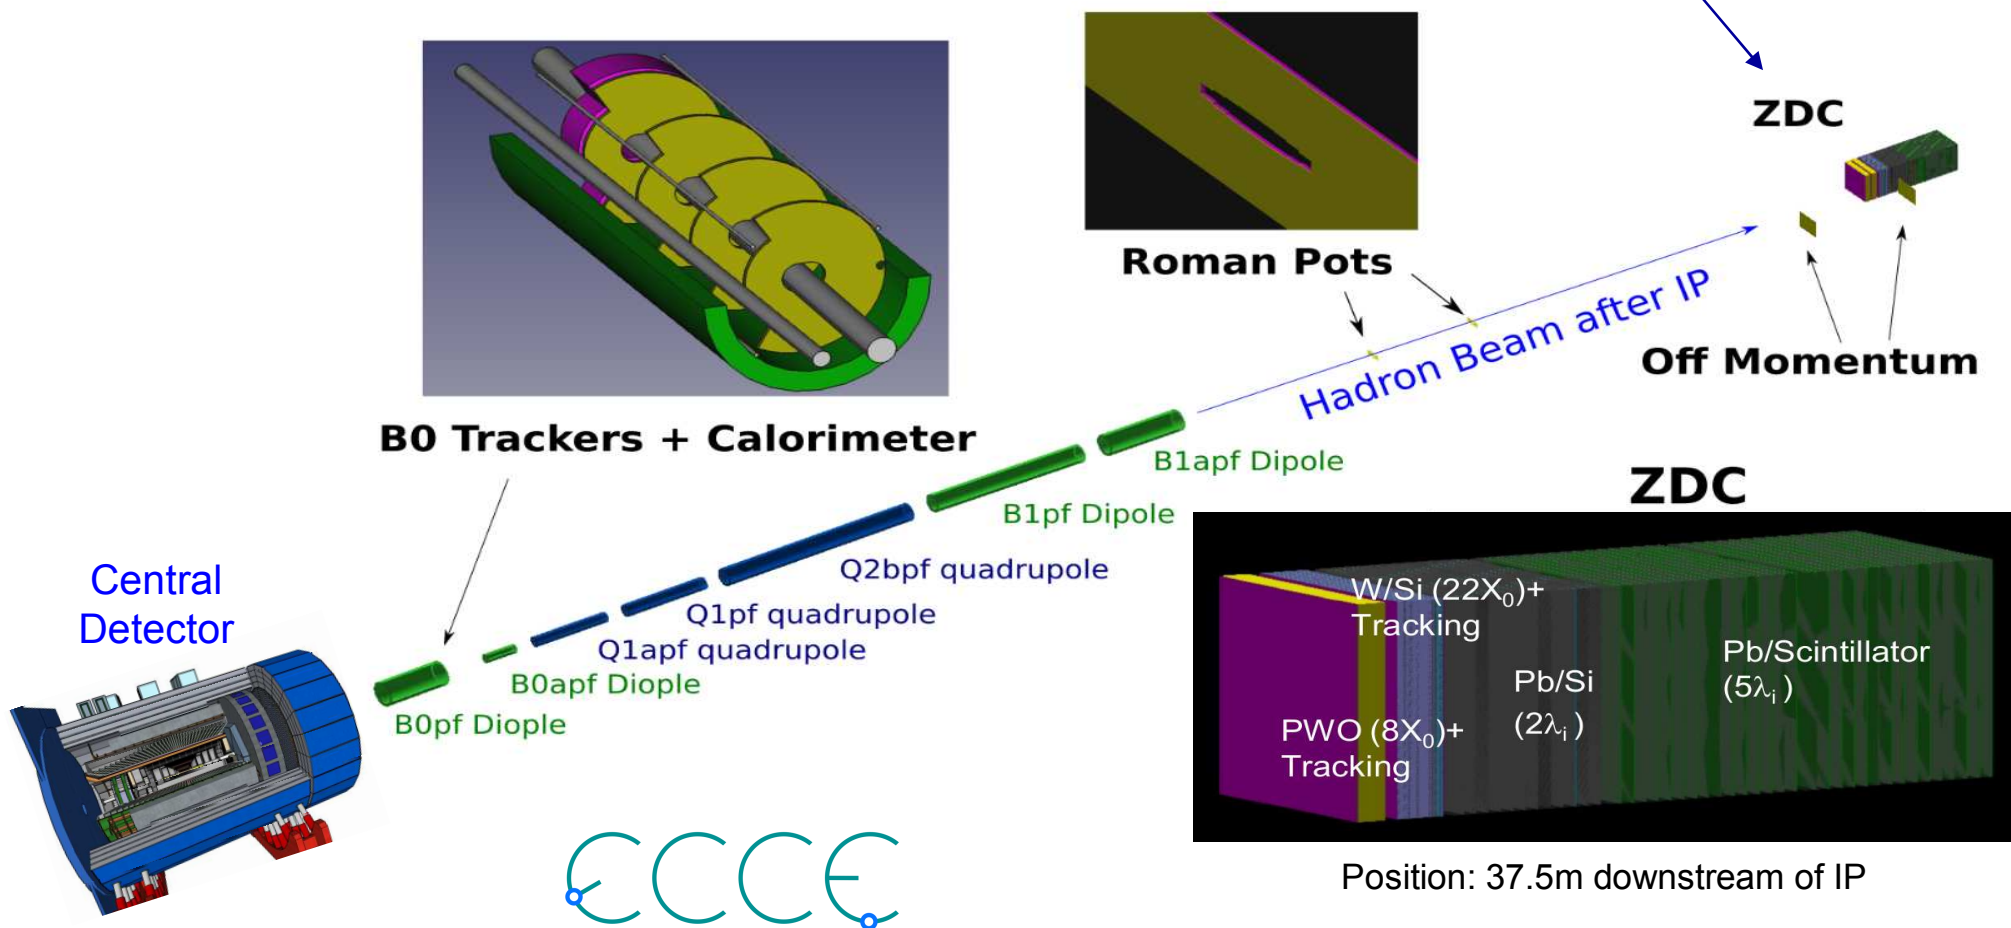 ZDC
Roman Pots
Hadron Beam after IP
Off Momentum
B0 Trackers + Calorimeter
B1apf Dipole
ZDC
B1pf Dipole
Central
Detector
Q2bpf quadrupole
Q1pf quadrupole
Q1apf quadrupole
B0apf Diople
B0pf Diople
W/Si (22X₀)+
Tracking
Pb/Scintillator
(5λᵢ )
Pb/Si
(2λᵢ )
PWO (8X₀)+
Tracking
ECCE
Position: 37.5m downstream of IP